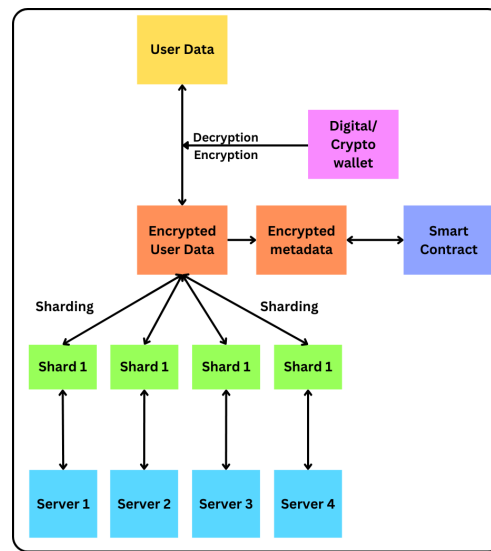 User Data
Decryption
Encryption
Digital/
Crypto
wallet
Encrypted
User Data
Encrypted
metadata
Smart
Contract
Sharding
Sharding
Shard 1
Shard 1
Shard 1
Shard 1
Server 1
Server 2
Server 3
Server 4